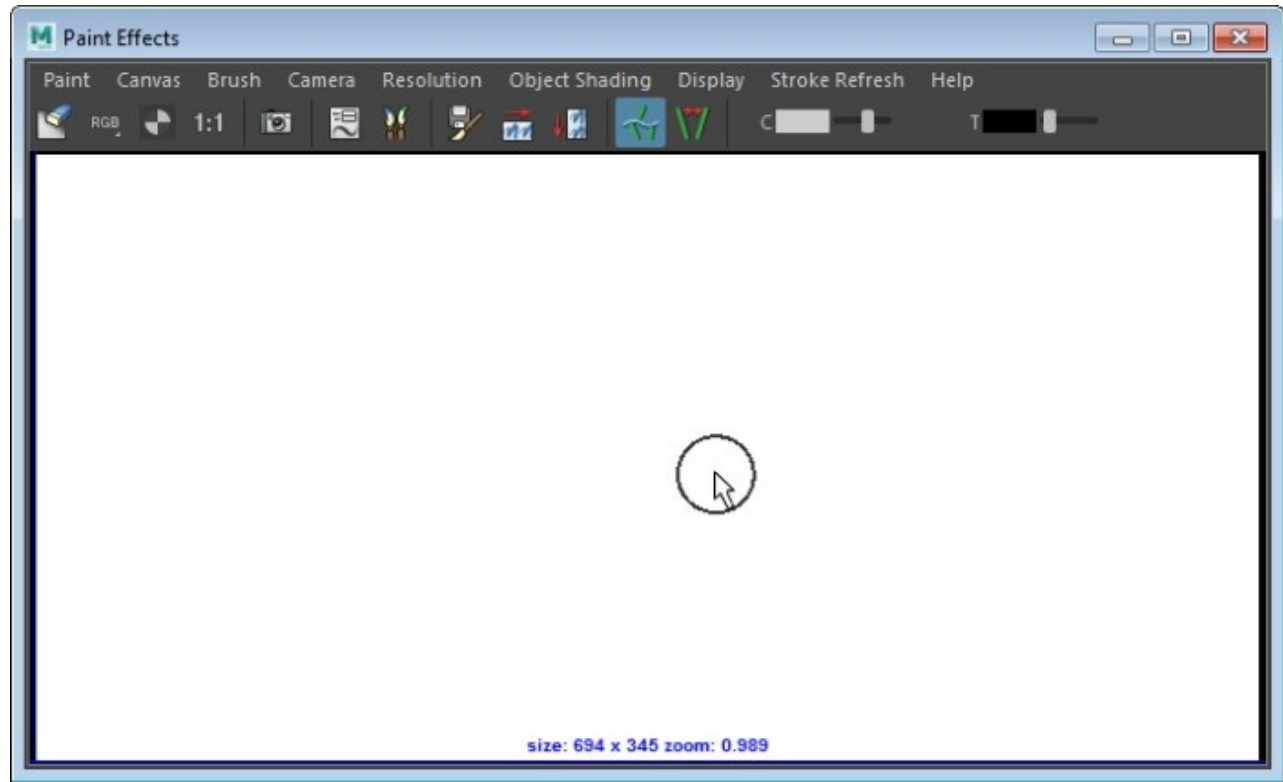 Paint Effects
Paint Canvas Brush Camera Resolution Object Shading Display Stroke Refresh Help
RGB 1:1 C T
size: 694 x 345 zoom: 0.989